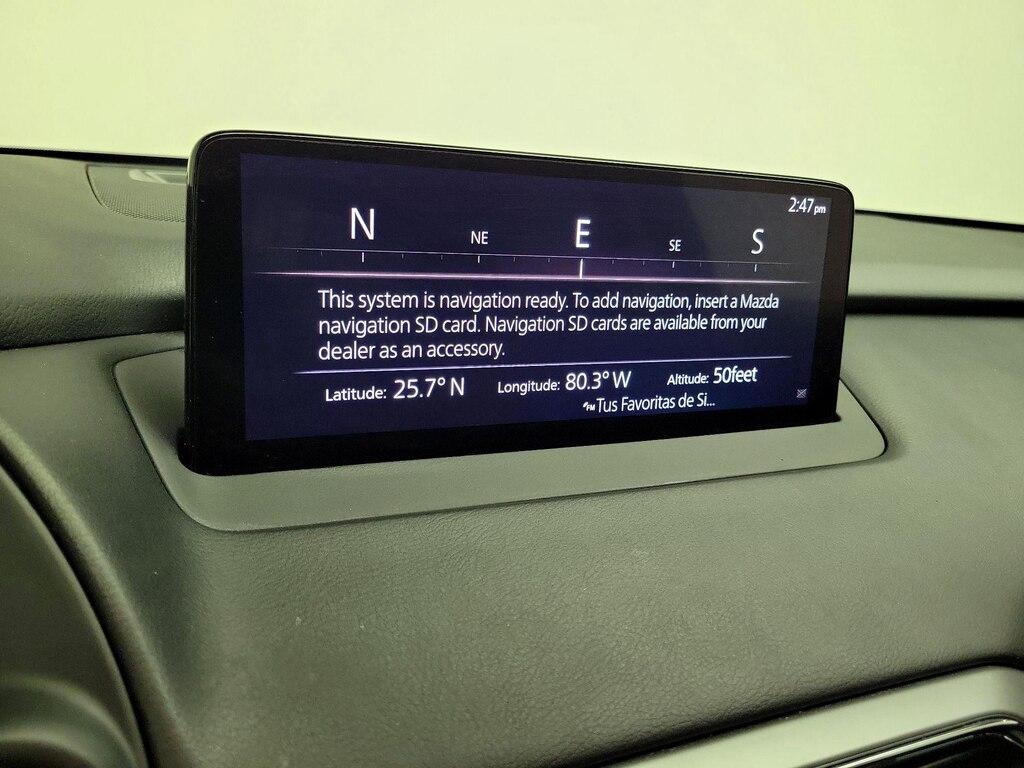 2:47pm
N NE E SE S
This system is navigation ready. To add navigation, insert a Mazda
navigation SD card. Navigation SD cards are available from your
dealer as an accessory.
Latitude: 25.7° N Longitude: 80.3° W Altitude: 50feet
FM Tus Favoritas de Si...